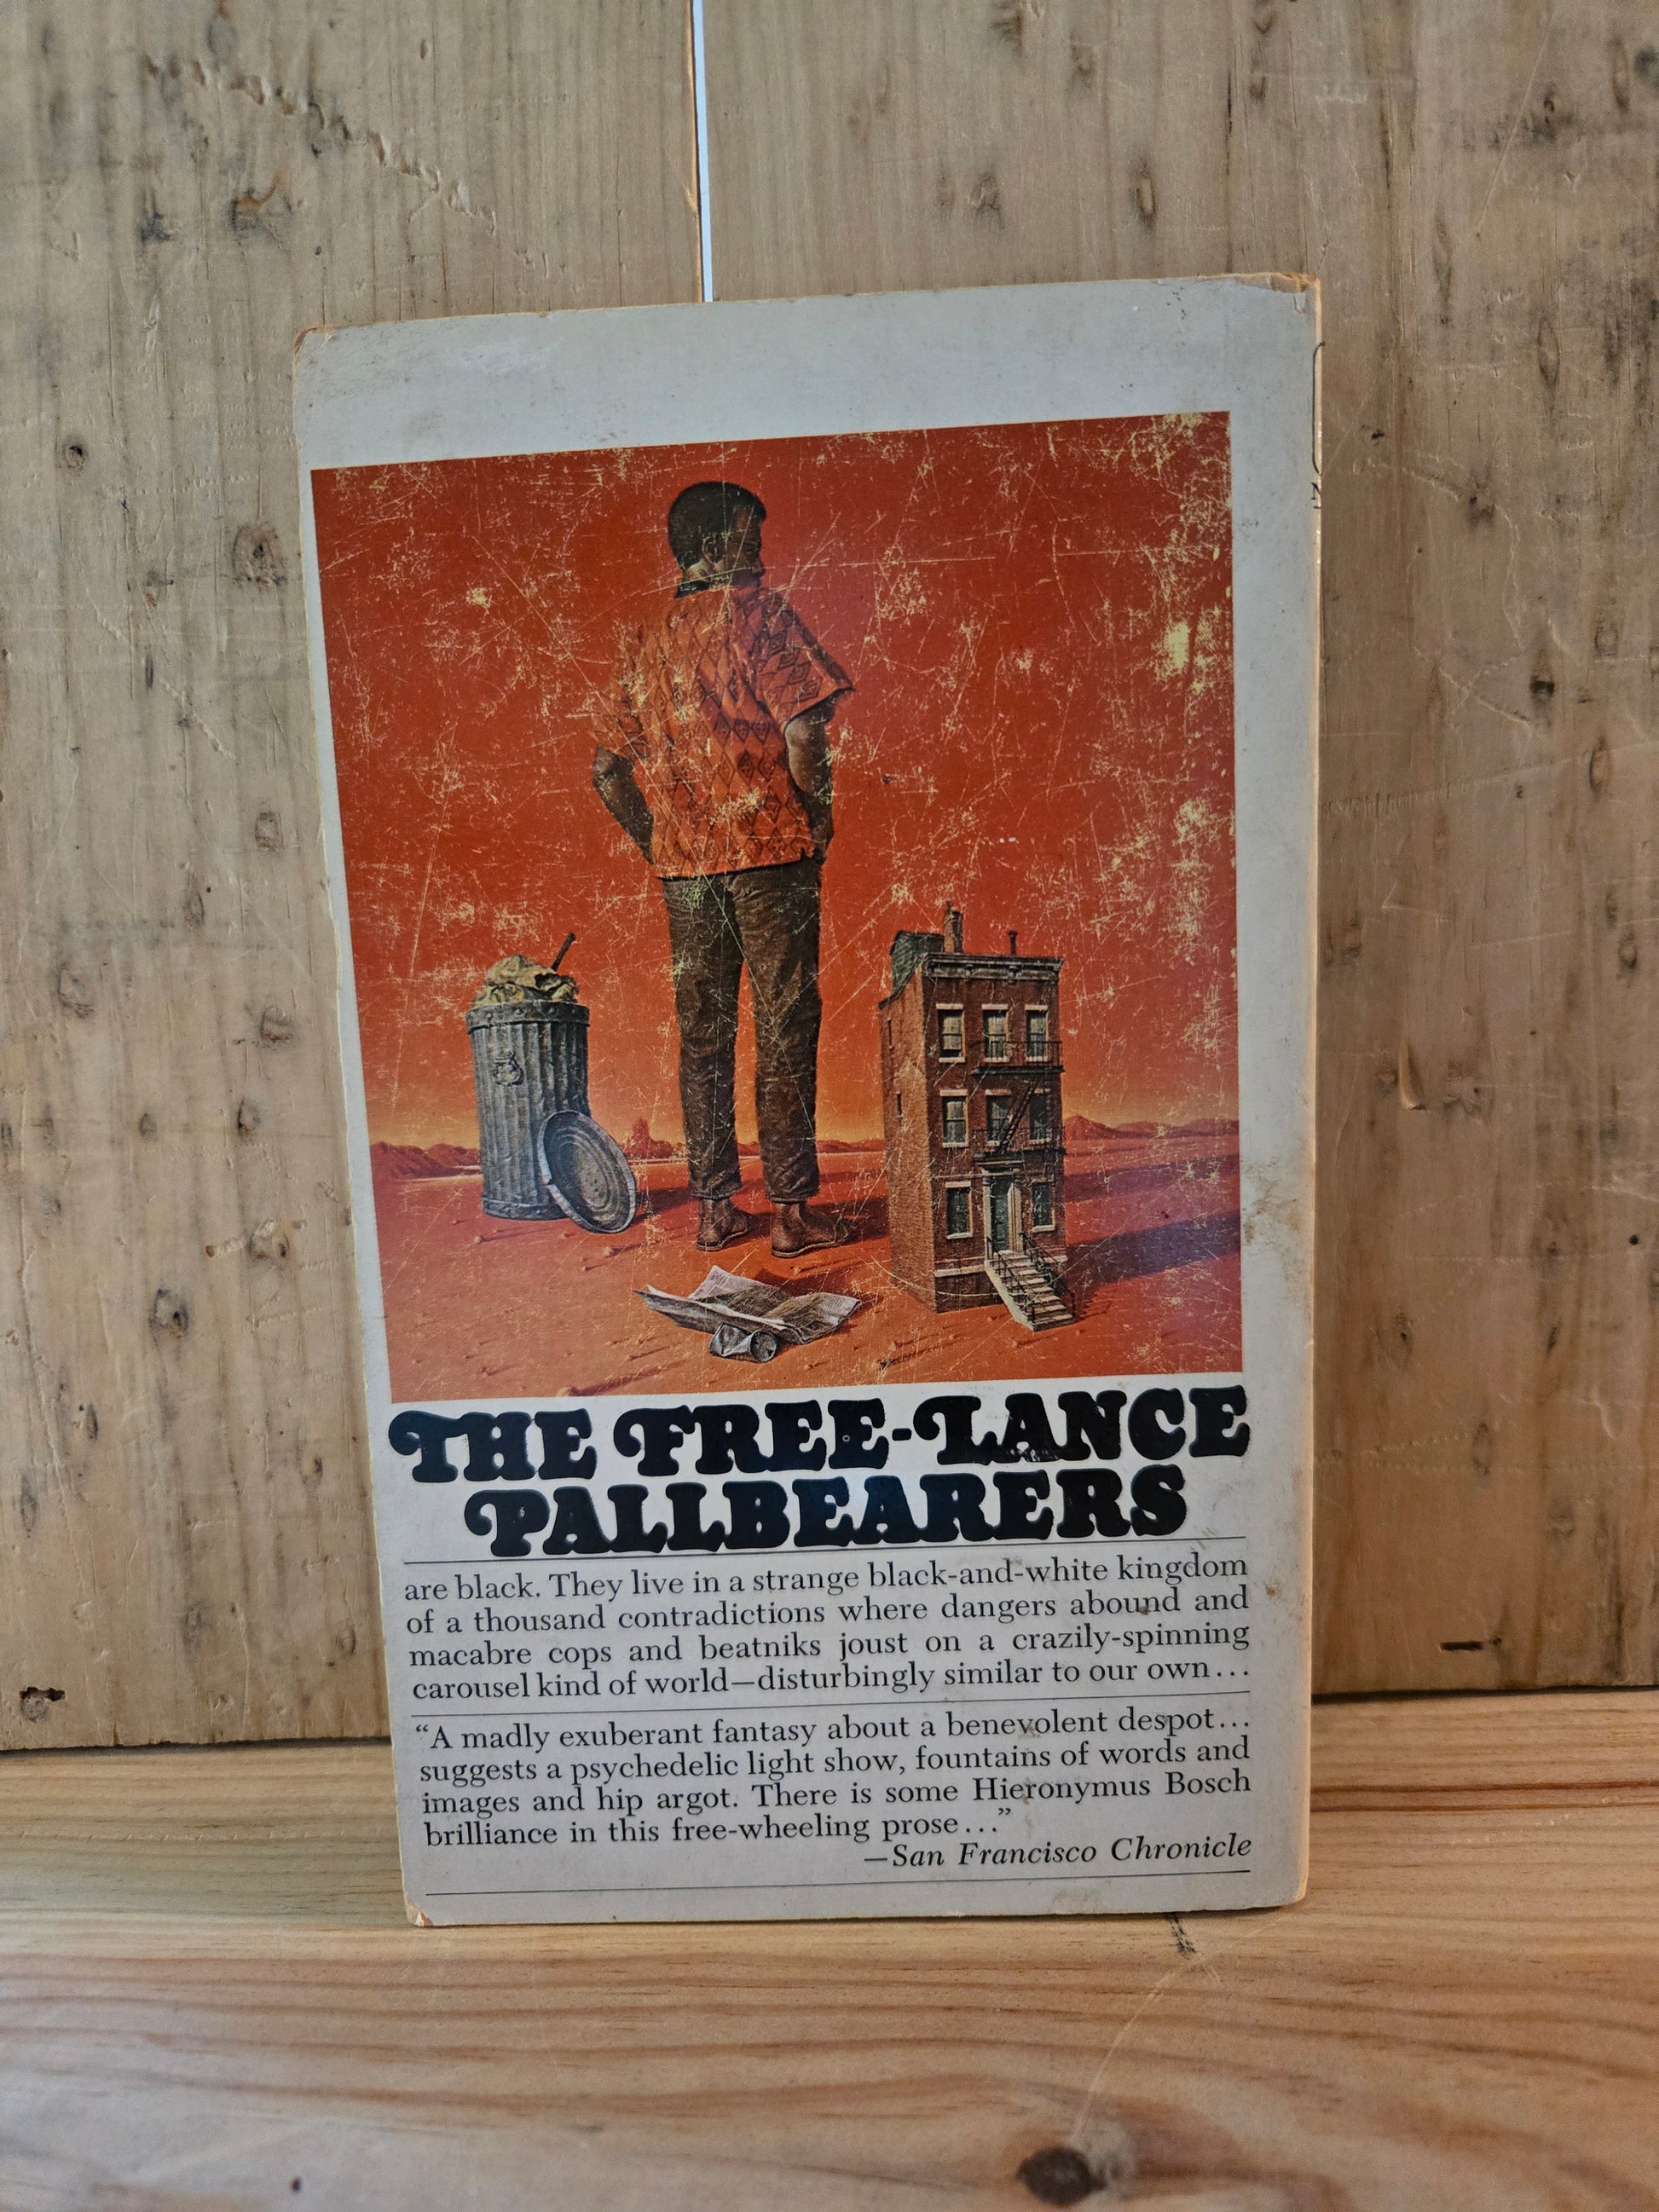 THE FREE-LANCE
PALLBEARERS
are black. They live in a strange black-and-white kingdom
of a thousand contradictions where dangers abound and
macabre cops and beatniks joust on a crazily-spinning
carousel kind of world—disturbingly similar to our own...
“A madly exuberant fantasy about a benevolent despot...
suggests a psychedelic light show, fountains of words and
images and hip argot. There is some Hieronymus Bosch
brilliance in this free-wheeling prose...”
—San Francisco Chronicle